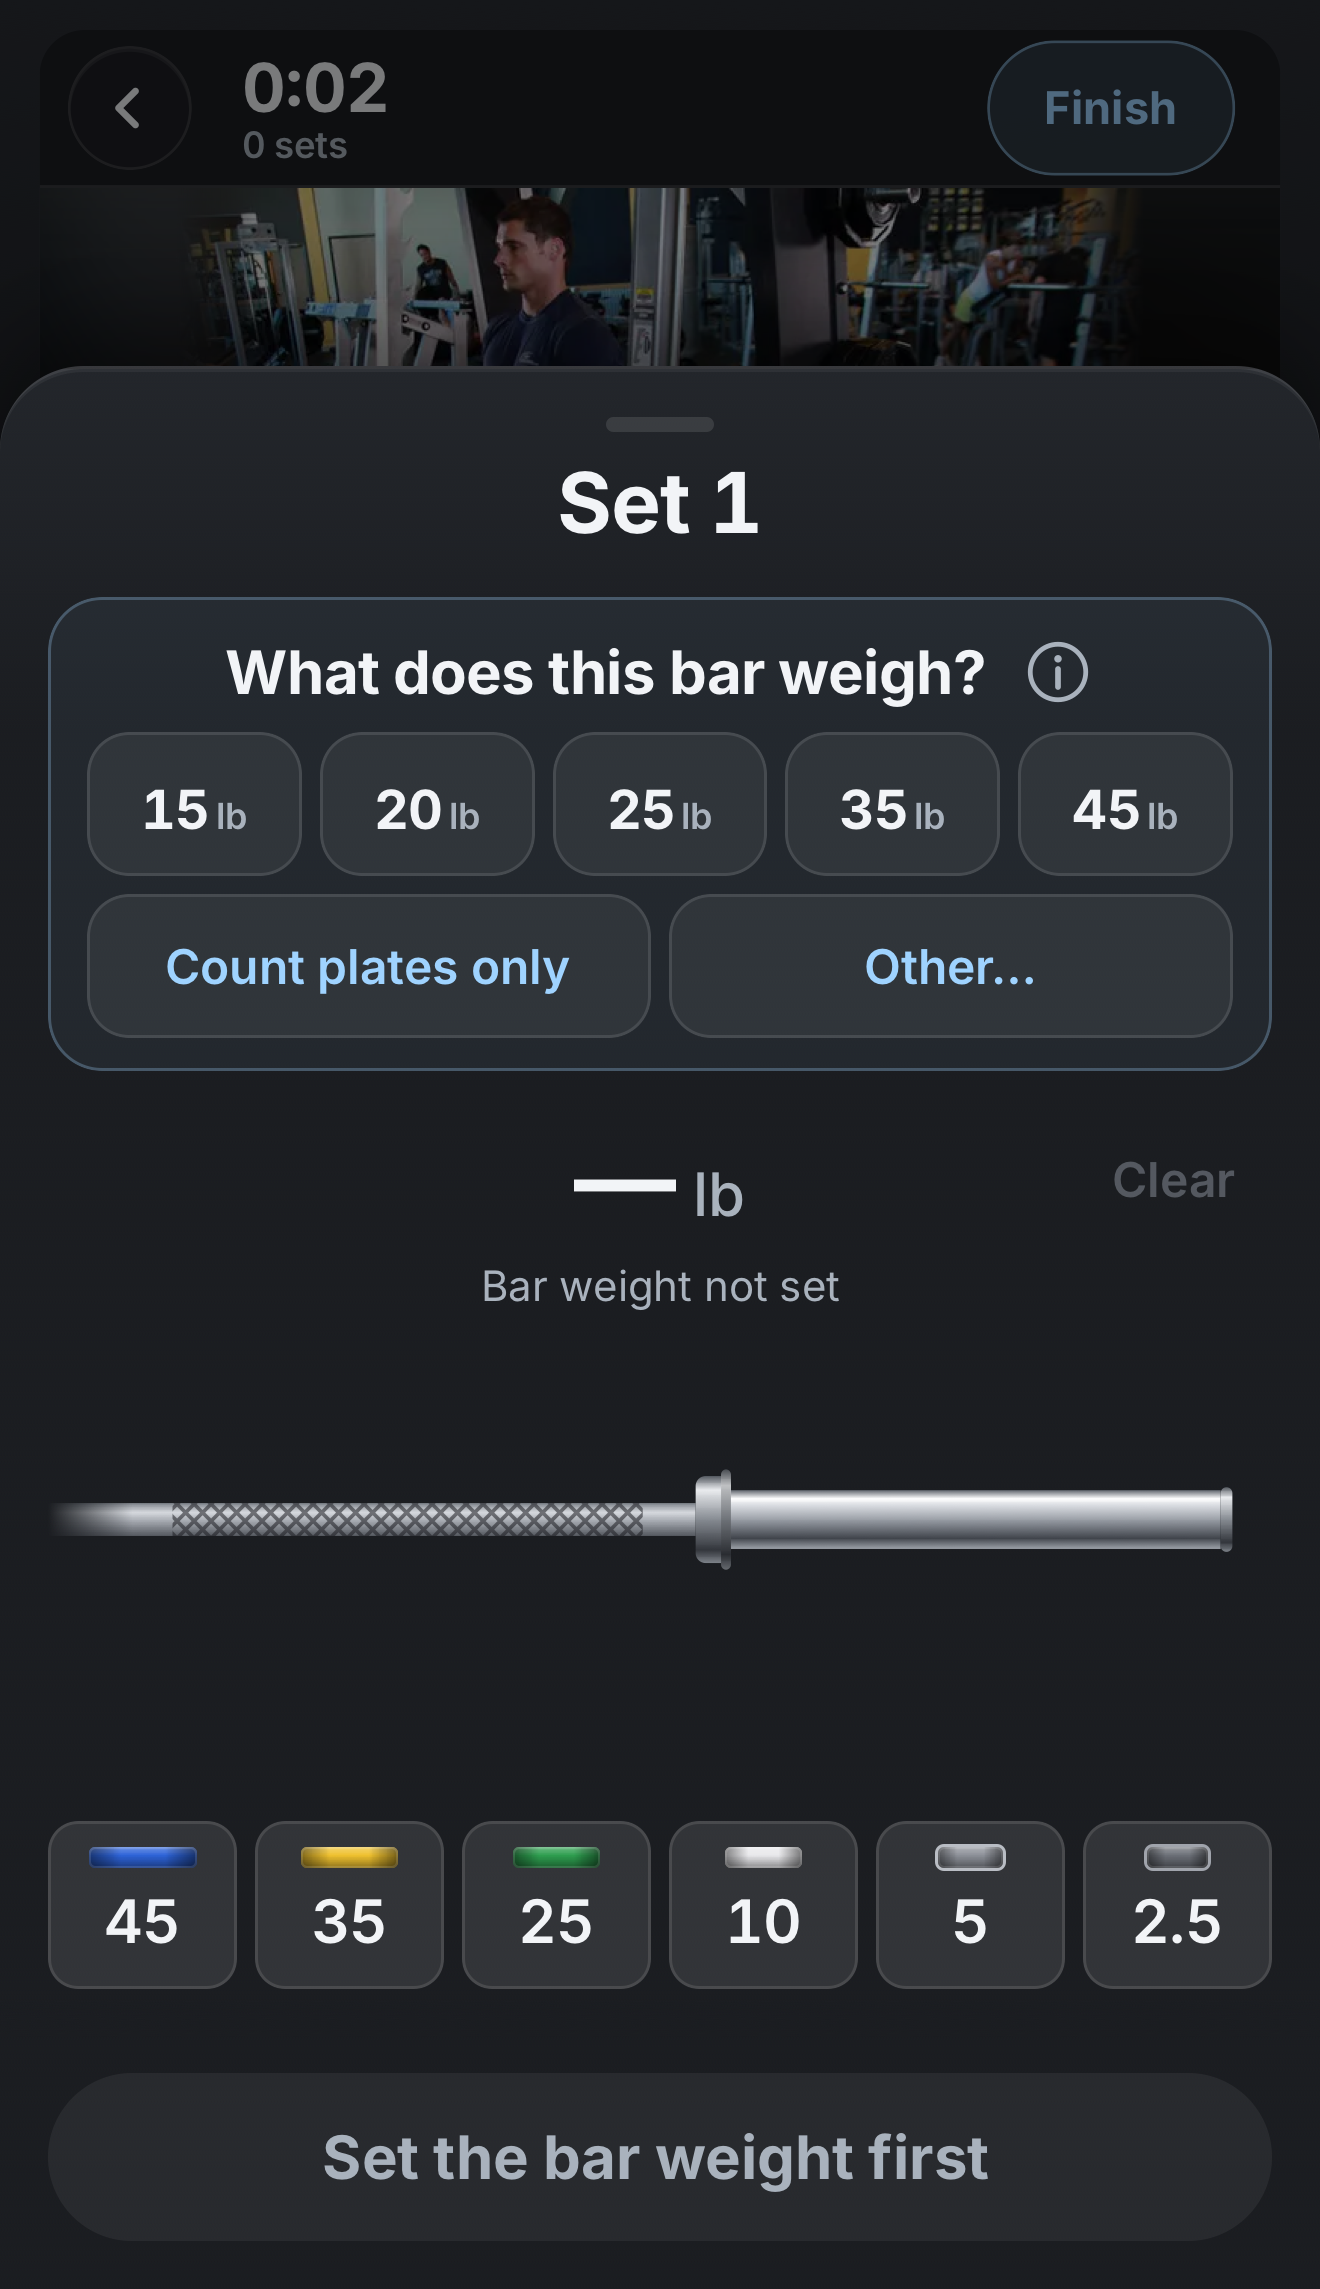 0:02
0 sets
Finish
Set 1
What does this bar weigh?
15 lb
20 lb
25 lb
35 lb
45 lb
Count plates only
Other...
— lb
Clear
Bar weight not set
45
35
25
10
5
2.5
Set the bar weight first